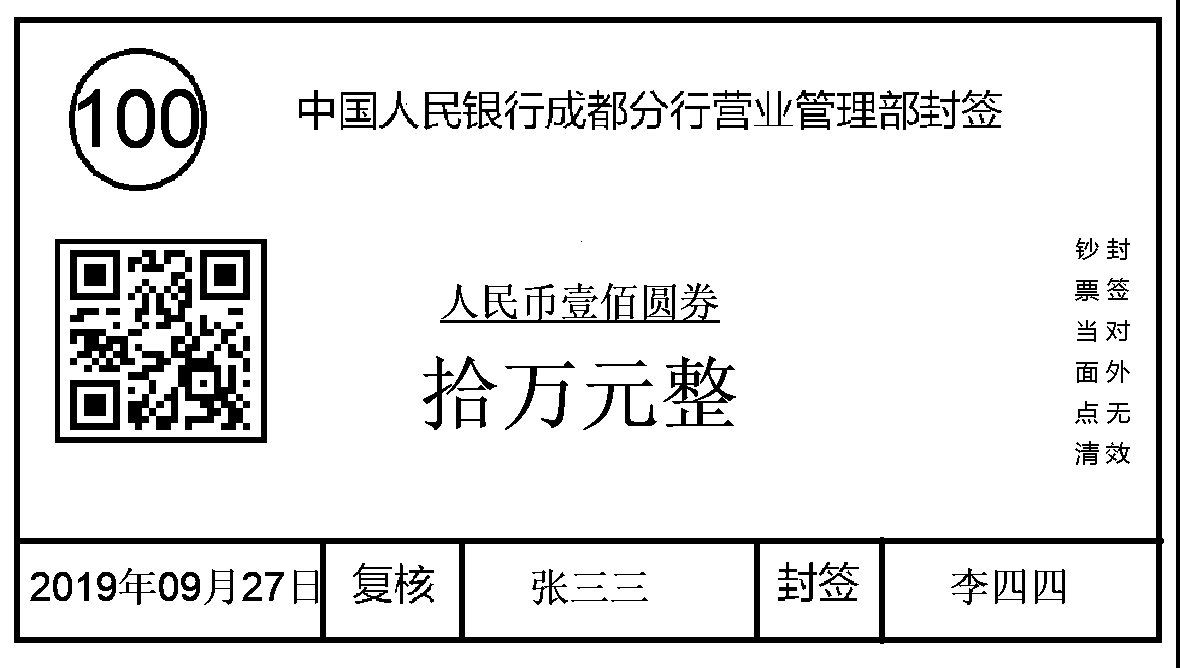 100
中国人民银行成都分行营业管理部封签
人民币壹佰圆券
拾万元整
封签对外无效
钞票当面点清
2019年09月27日 复核 张三三 封签 李四四